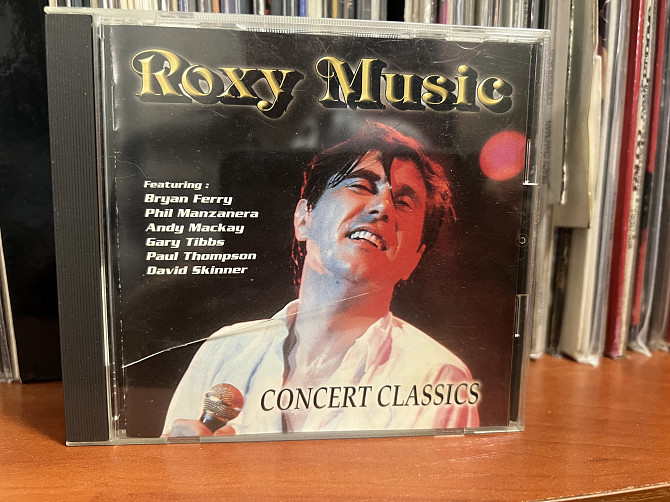 Roxy Music
Featuring :
Bryan Ferry
Phil Manzanera
Andy Mackay
Gary Tibbs
Paul Thompson
David Skinner
CONCERT CLASSICS